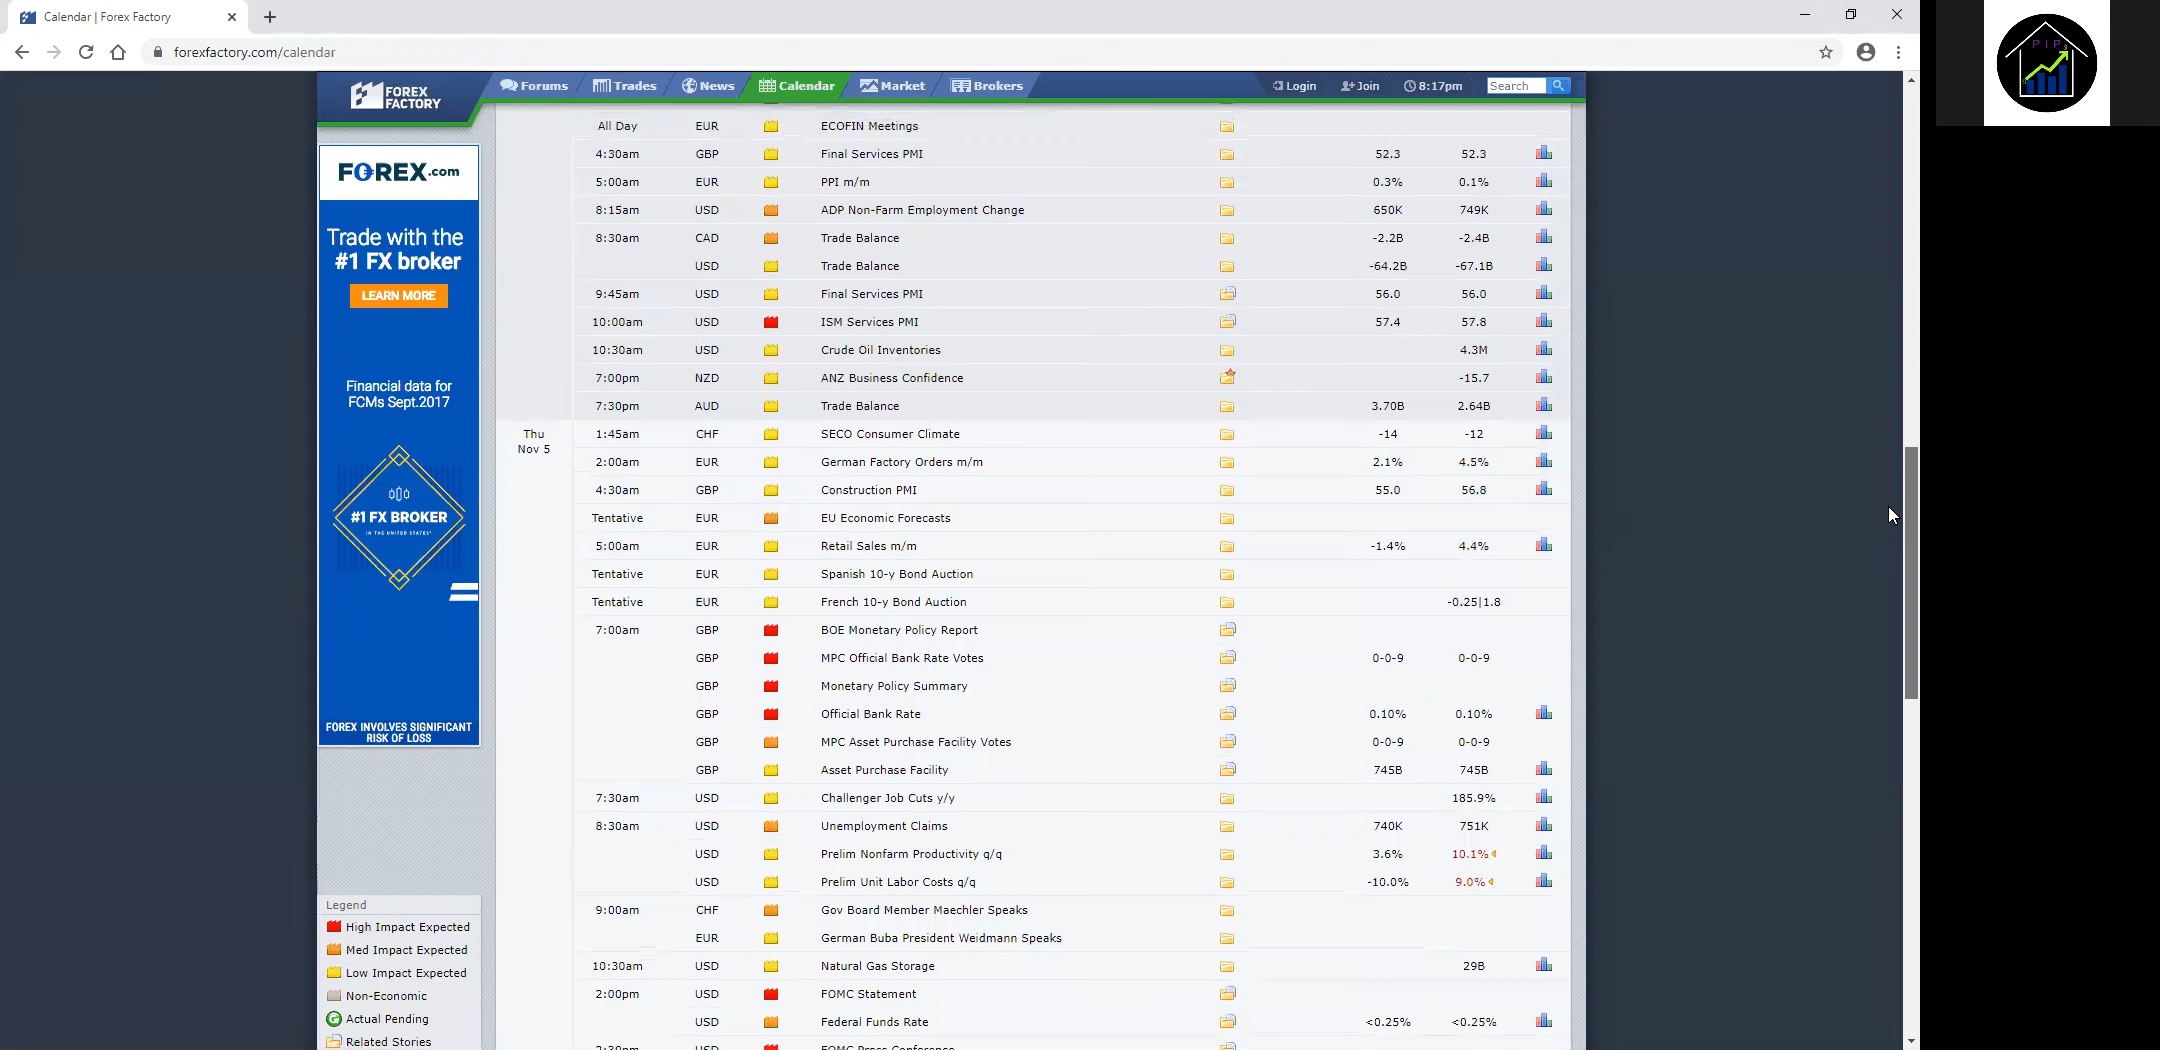 Calendar | Forex Factory
forexfactory.com/calendar
PIPs
FOREX FACTORY
Forums Trades News Calendar Market Brokers Login Join 8:17pm Search
All Day EUR ECOFIN Meetings
4:30am GBP Final Services PMI 52.3 52.3
5:00am EUR PPI m/m 0.3% 0.1%
8:15am USD ADP Non-Farm Employment Change 650K 749K
8:30am CAD Trade Balance -2.2B -2.4B
USD Trade Balance -64.2B -67.1B
9:45am USD Final Services PMI 56.0 56.0
10:00am USD ISM Services PMI 57.4 57.8
10:30am USD Crude Oil Inventories 4.3M
7:00pm NZD ANZ Business Confidence -15.7
7:30pm AUD Trade Balance 3.70B 2.64B
Thu
Nov 5
1:45am CHF SECO Consumer Climate -14 -12
2:00am EUR German Factory Orders m/m 2.1% 4.5%
4:30am GBP Construction PMI 55.0 56.8
Tentative EUR EU Economic Forecasts
5:00am EUR Retail Sales m/m -1.4% 4.4%
Tentative EUR Spanish 10-y Bond Auction
Tentative EUR French 10-y Bond Auction -0.25|1.8
7:00am GBP BOE Monetary Policy Report
GBP MPC Official Bank Rate Votes 0-0-9 0-0-9
GBP Monetary Policy Summary
GBP Official Bank Rate 0.10% 0.10%
GBP MPC Asset Purchase Facility Votes 0-0-9 0-0-9
GBP Asset Purchase Facility 745B 745B
7:30am USD Challenger Job Cuts y/y 185.9%
8:30am USD Unemployment Claims 740K 751K
USD Prelim Nonfarm Productivity q/q 3.6% 10.1%
USD Prelim Unit Labor Costs q/q -10.0% 9.0%
9:00am CHF Gov Board Member Maechler Speaks
EUR German Buba President Weidmann Speaks
10:30am USD Natural Gas Storage 29B
2:00pm USD FOMC Statement
USD Federal Funds Rate <0.25% <0.25%
2:30pm USD FOMC Press Conference
FOREX.com
Trade with the
#1 FX broker
LEARN MORE
Financial data for
FCMs Sept.2017
#1 FX BROKER
IN THE UNITED STATES*
FOREX INVOLVES SIGNIFICANT
RISK OF LOSS
Legend
High Impact Expected
Med Impact Expected
Low Impact Expected
Non-Economic
Actual Pending
Related Stories